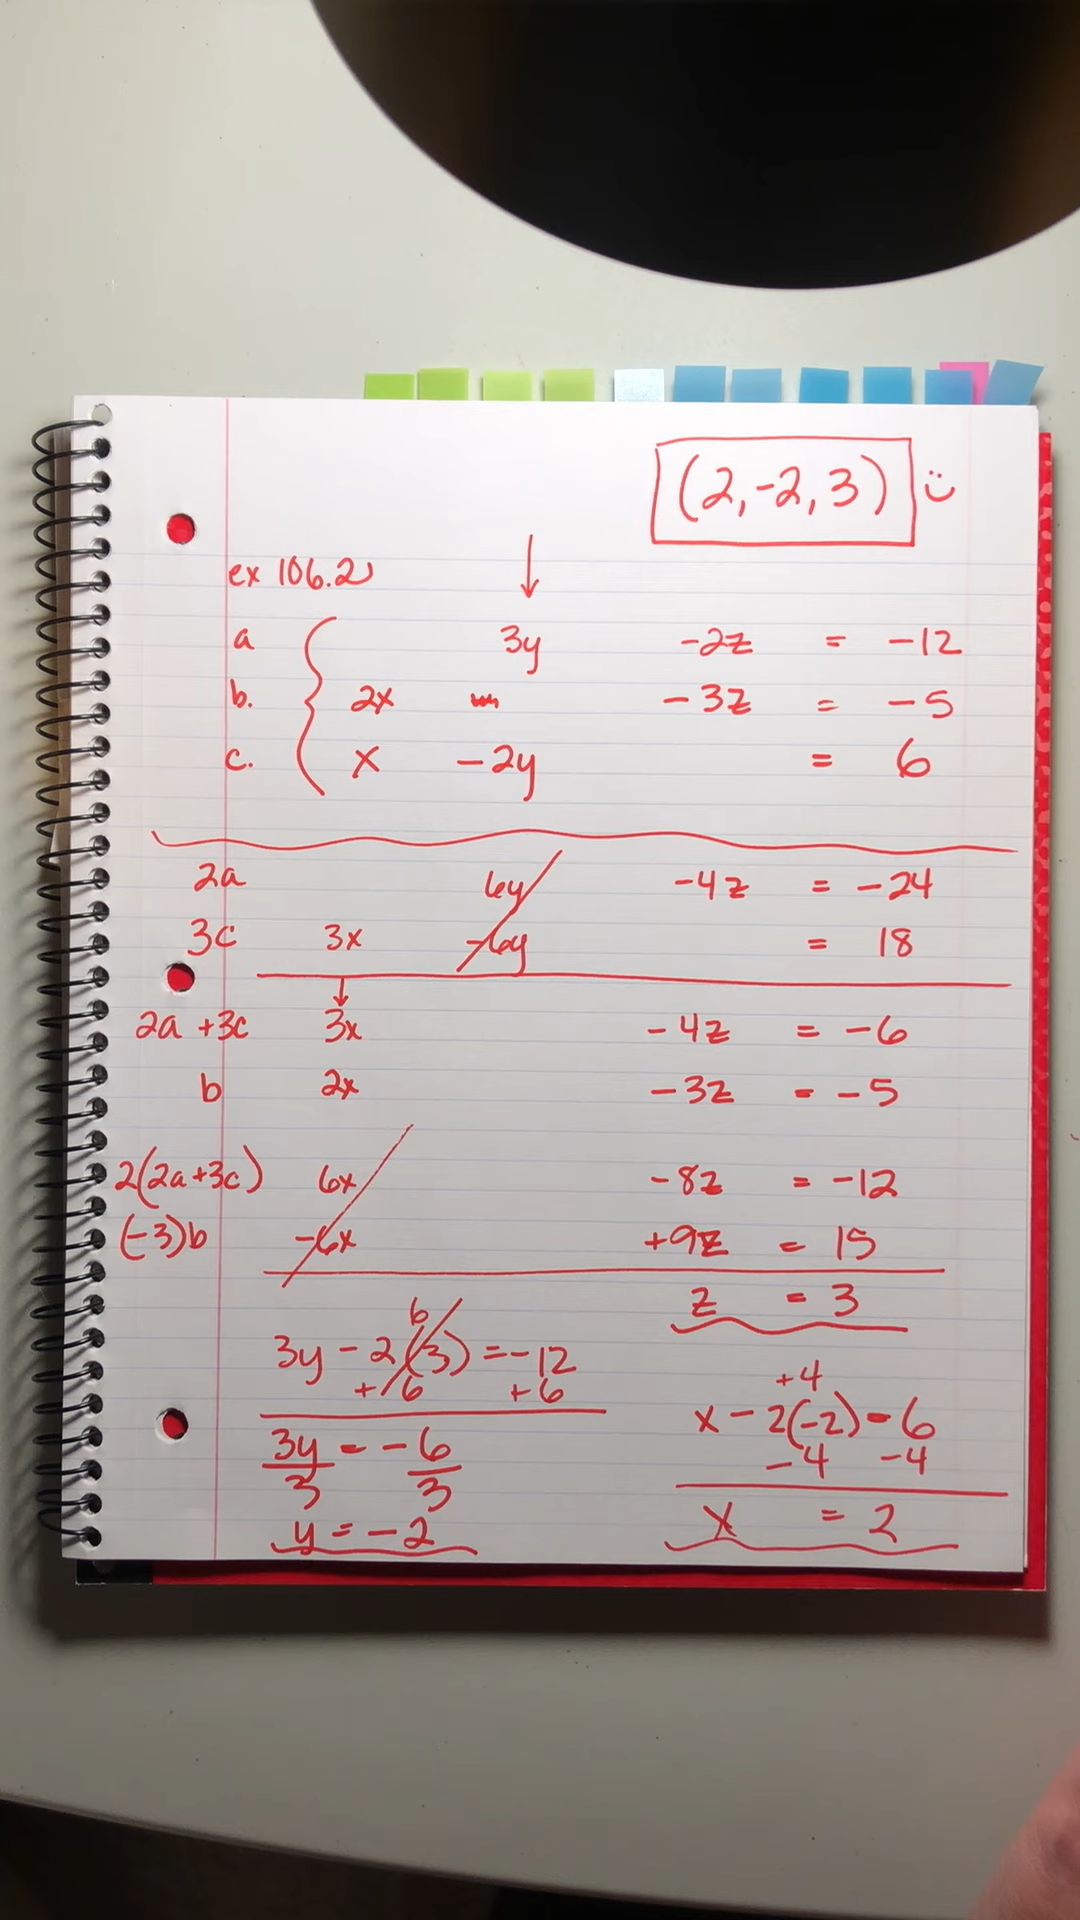 (2,-2,3) :)
ex 106.2
a 3y -2z = -12
b. 2x -3z = -5
c. x -2y = 6
2a 6y -4z = -24
3c 3x -6y = 18
2a +3c 3x -4z = -6
b 2x -3z = -5
2(2a+3c) 6x -8z = -12
(-3)b -6x +9z = 15
z = 3
6
3y - 2(3) = -12
+ 6 +6
3y = -6
3 3
y = -2
+4
x - 2(-2) = 6
-4 -4
x = 2